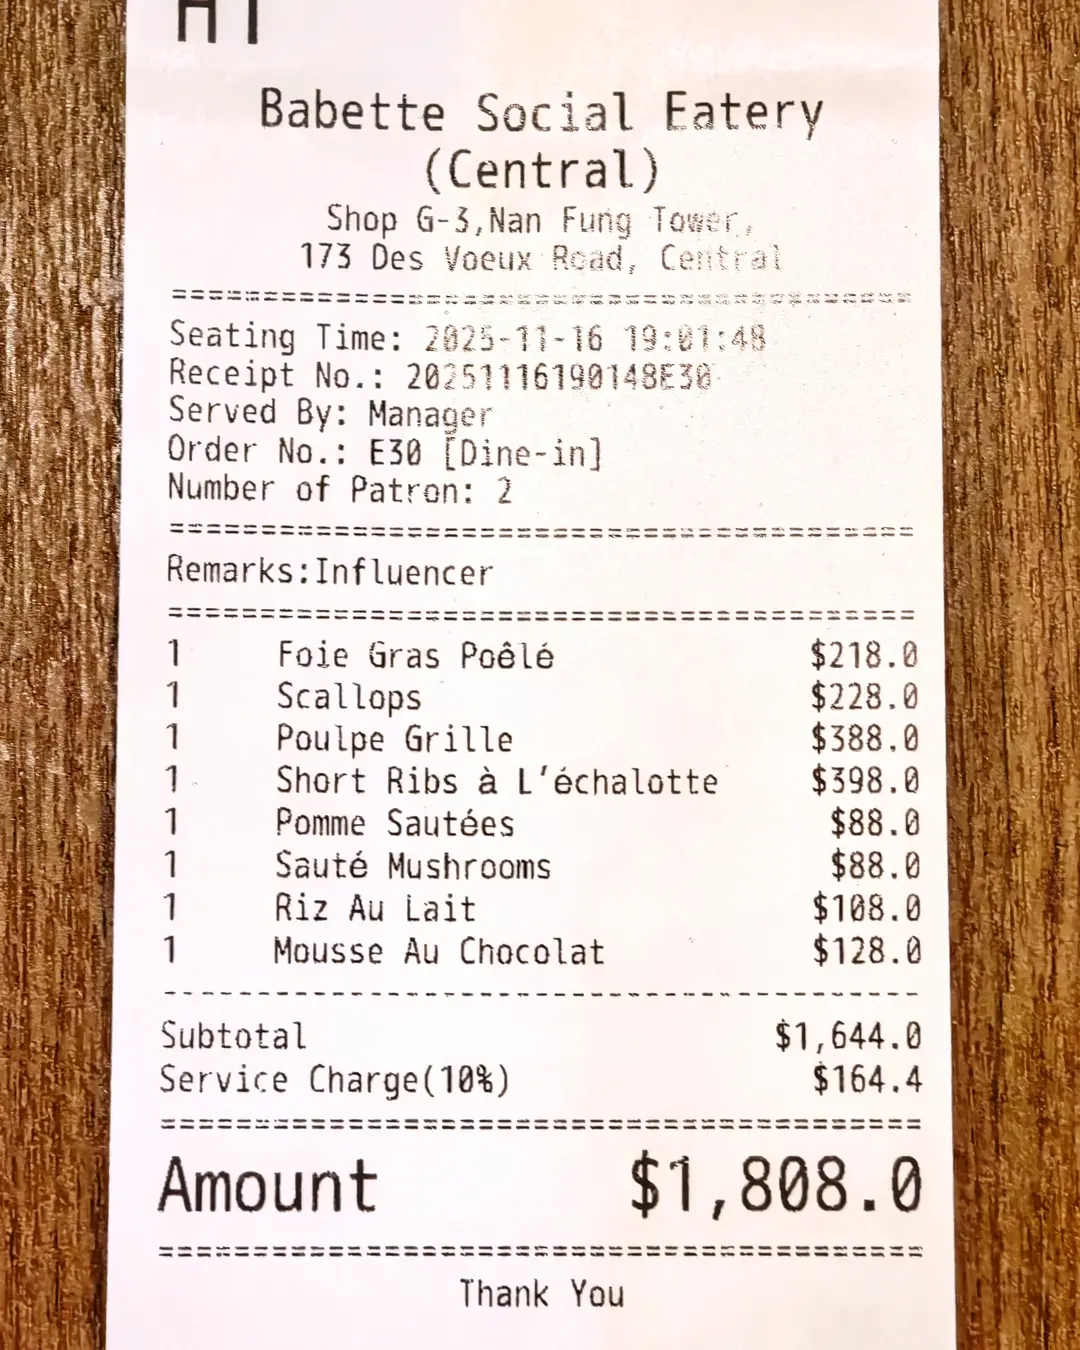 Babette Social Eatery
(Central)
Shop G-3,Nan Fung Tower,
173 Des Voeux Road, Central
Seating Time: 2025-11-16 19:01:48
Receipt No.: 20251116190148E30
Served By: Manager
Order No.: E30 [Dine-in]
Number of Patron: 2
Remarks:Influencer
1 Foie Gras Poêlé $218.0
1 Scallops $228.0
1 Poulpe Grille $388.0
1 Short Ribs à L'échalotte $398.0
1 Pomme Sautées $88.0
1 Sauté Mushrooms $88.0
1 Riz Au Lait $108.0
1 Mousse Au Chocolat $128.0
Subtotal $1,644.0
Service Charge(10%) $164.4
Amount $1,808.0
Thank You